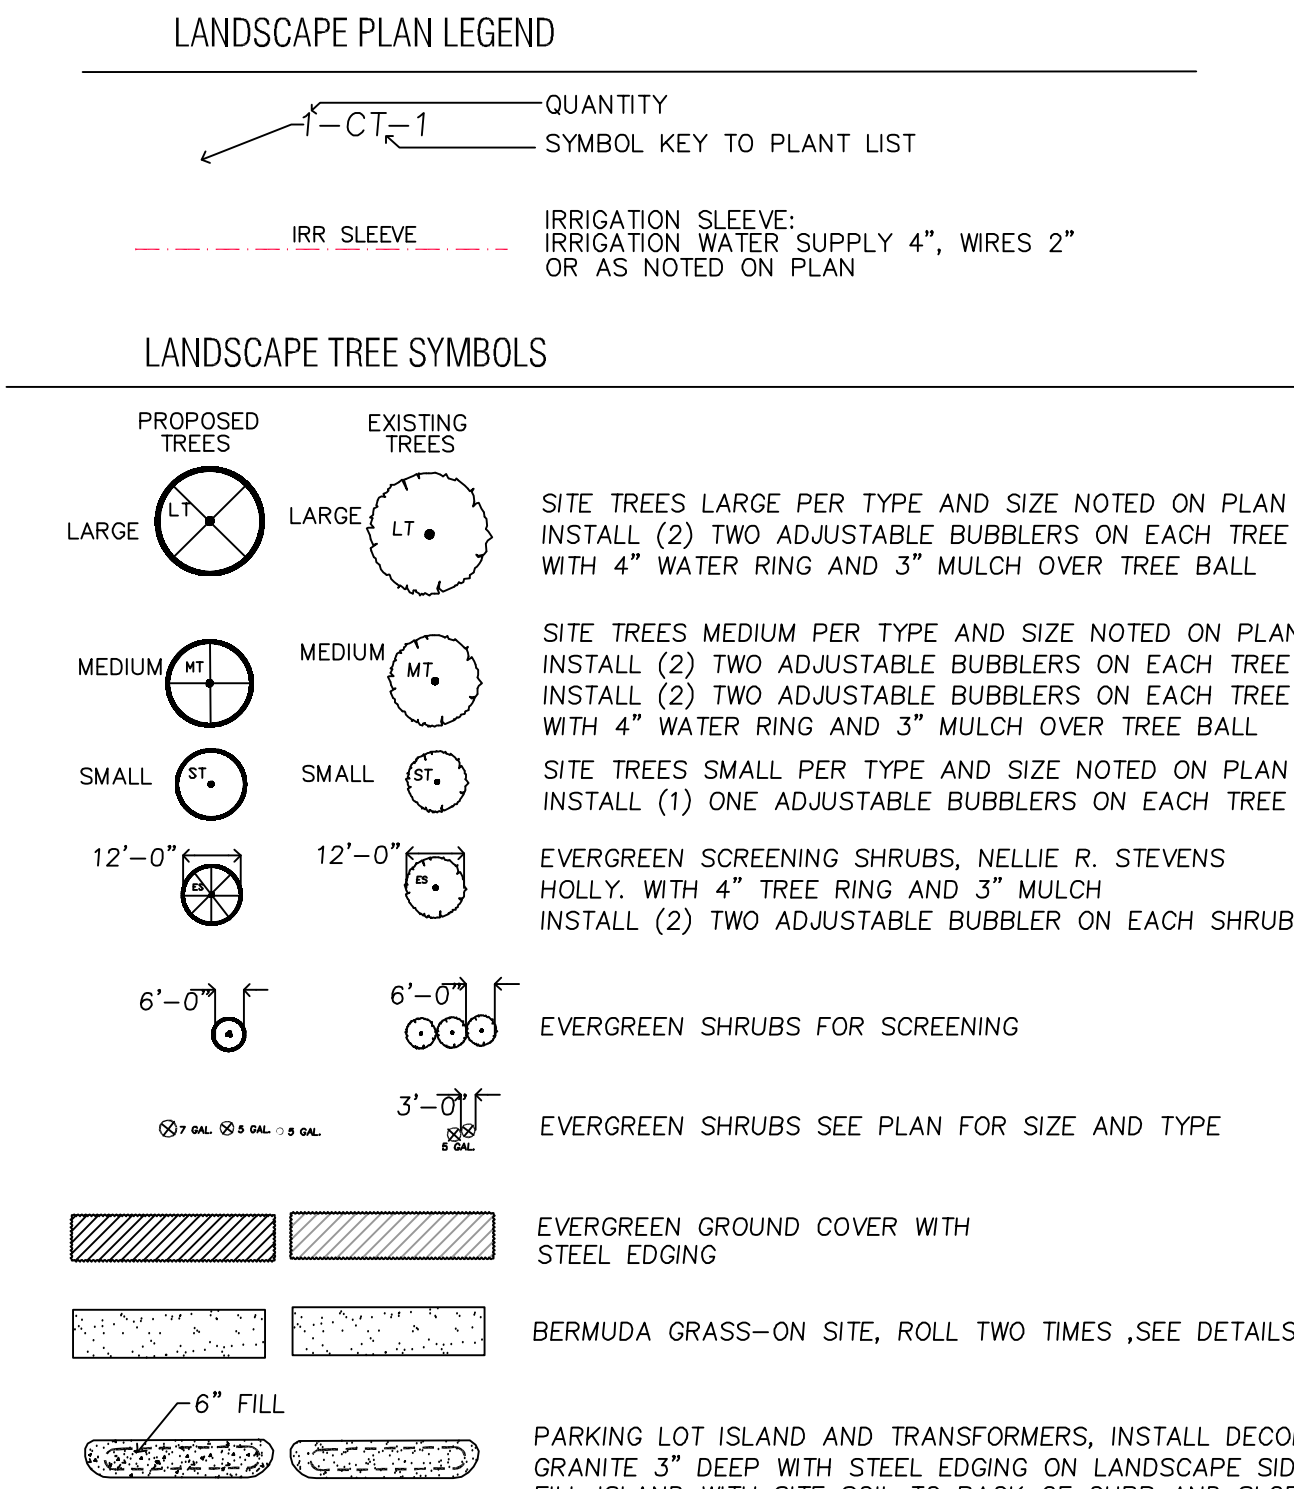 LANDSCAPE PLAN LEGEND
1-CT-1
QUANTITY
SYMBOL KEY TO PLANT LIST
IRR SLEEVE
IRRIGATION SLEEVE:
IRRIGATION WATER SUPPLY 4", WIRES 2"
OR AS NOTED ON PLAN
LANDSCAPE TREE SYMBOLS
PROPOSED
TREES
EXISTING
TREES
LARGE
LT
LARGE
LT
SITE TREES LARGE PER TYPE AND SIZE NOTED ON PLAN
INSTALL (2) TWO ADJUSTABLE BUBBLERS ON EACH TREE
WITH 4" WATER RING AND 3" MULCH OVER TREE BALL
MEDIUM
MT
MEDIUM
MT
SITE TREES MEDIUM PER TYPE AND SIZE NOTED ON PLAN
INSTALL (2) TWO ADJUSTABLE BUBBLERS ON EACH TREE
INSTALL (2) TWO ADJUSTABLE BUBBLERS ON EACH TREE
WITH 4" WATER RING AND 3" MULCH OVER TREE BALL
SMALL
ST
SMALL
ST
SITE TREES SMALL PER TYPE AND SIZE NOTED ON PLAN
INSTALL (1) ONE ADJUSTABLE BUBBLERS ON EACH TREE
12'-0"
ES
12'-0"
ES
EVERGREEN SCREENING SHRUBS, NELLIE R. STEVENS
HOLLY. WITH 4" TREE RING AND 3" MULCH
INSTALL (2) TWO ADJUSTABLE BUBBLER ON EACH SHRUB
6'-0"
6'-0"
EVERGREEN SHRUBS FOR SCREENING
7 GAL. 5 GAL. 5 GAL.
3'-0"
5 GAL.
EVERGREEN SHRUBS SEE PLAN FOR SIZE AND TYPE
EVERGREEN GROUND COVER WITH
STEEL EDGING
BERMUDA GRASS-ON SITE, ROLL TWO TIMES ,SEE DETAILS
6" FILL
PARKING LOT ISLAND AND TRANSFORMERS, INSTALL
GRANITE 3" DEEP WITH STEEL EDGING ON LANDSCAPE